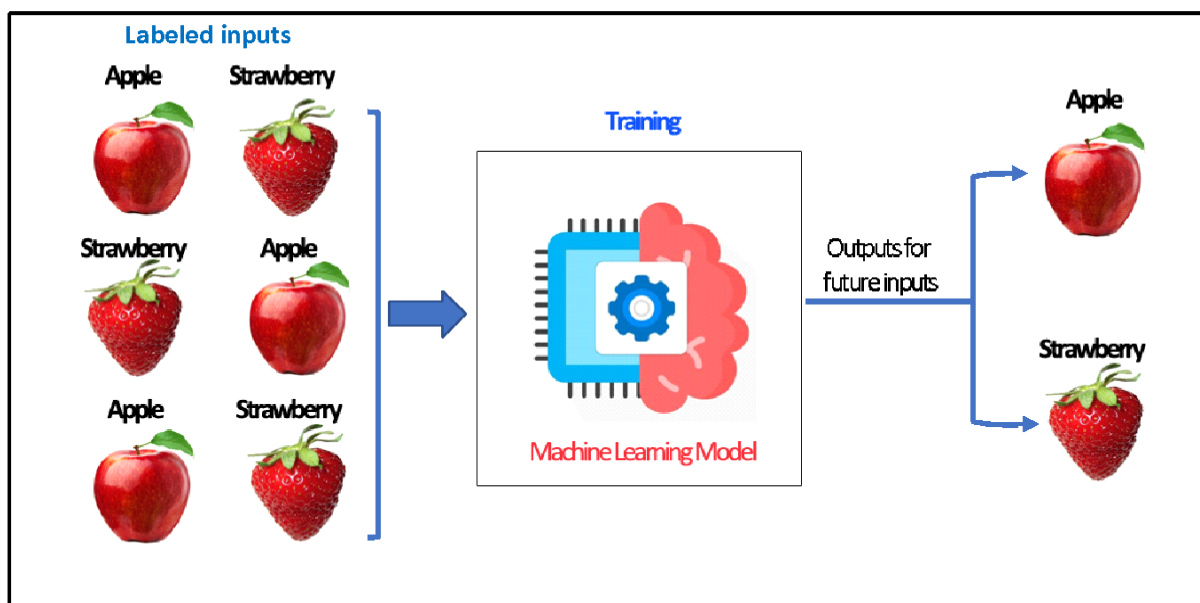 Labeled inputs
Apple Strawberry
Strawberry Apple
Apple Strawberry
Training
Machine Learning Model
Outputs for
future inputs
Apple
Strawberry